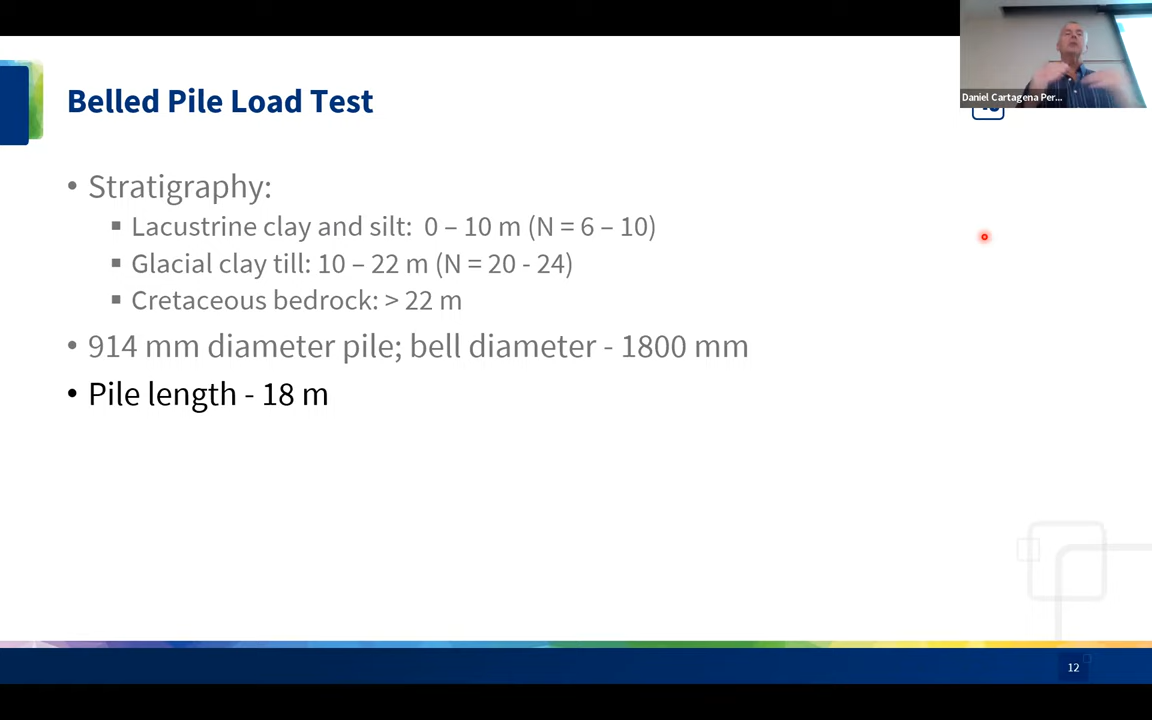 Belled Pile Load Test
Daniel Cartagena Per...
• Stratigraphy:
▪ Lacustrine clay and silt: 0 – 10 m (N = 6 – 10)
▪ Glacial clay till: 10 – 22 m (N = 20 - 24)
▪ Cretaceous bedrock: > 22 m
• 914 mm diameter pile; bell diameter - 1800 mm
• Pile length - 18 m
12